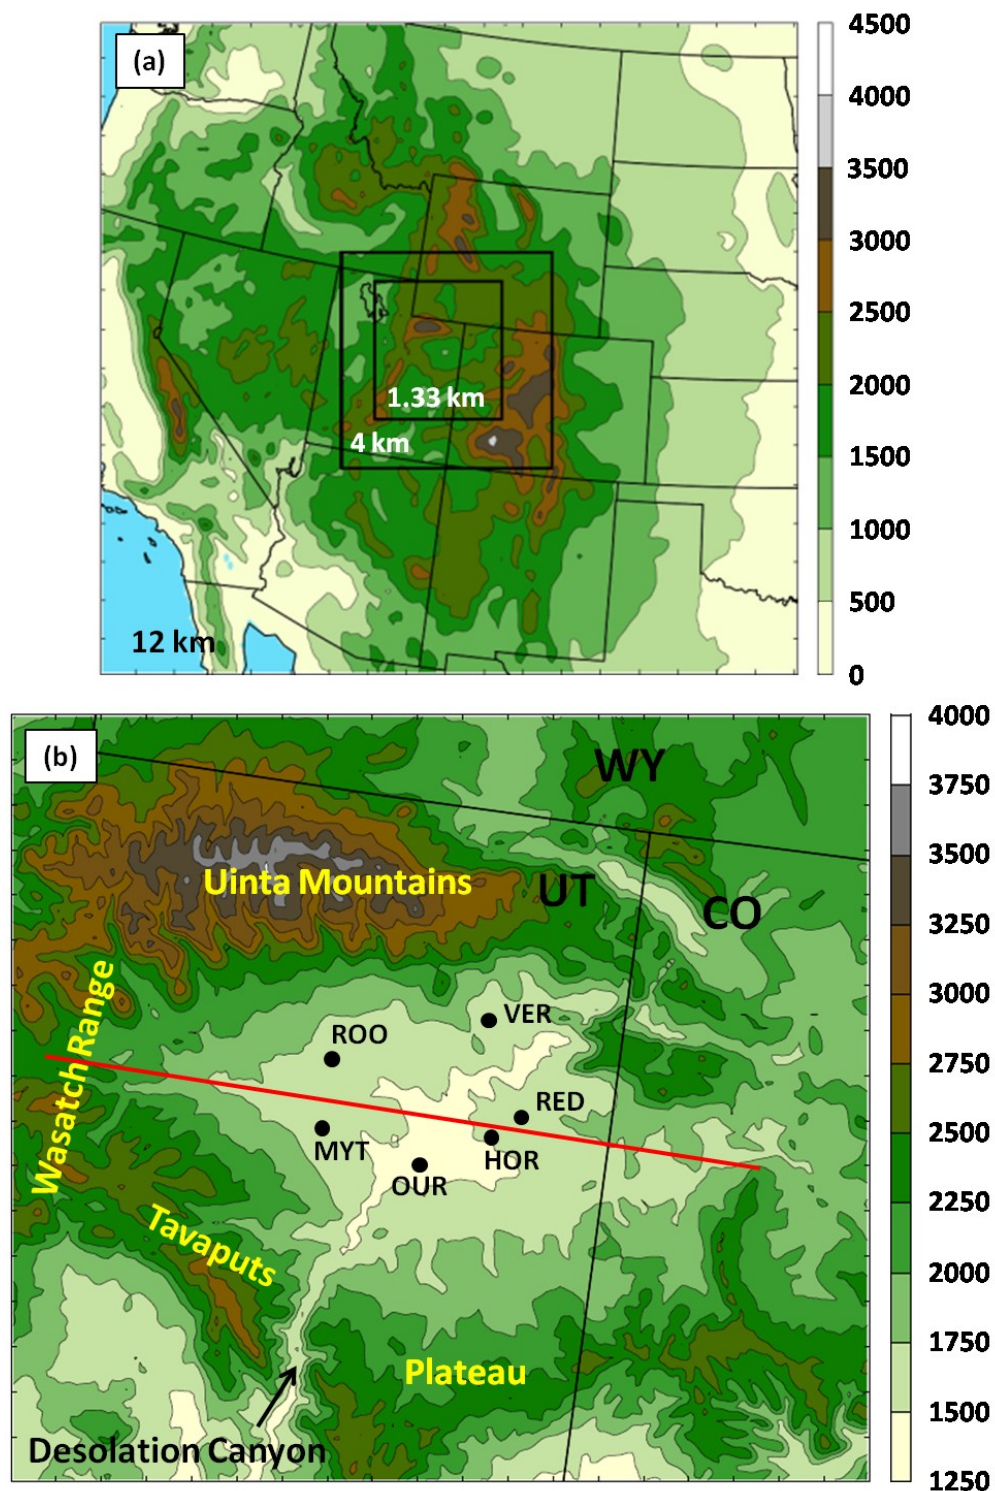 (a)
1.33 km
4 km
12 km
4500
4000
3500
3000
2500
2000
1500
1000
500
0
(b)
WY
Uinta Mountains
UT
CO
Wasatch Range
VER
ROO
RED
MYT
HOR
OUR
Tavaputs
Plateau
Desolation Canyon
4000
3750
3500
3250
3000
2750
2500
2250
2000
1750
1500
1250